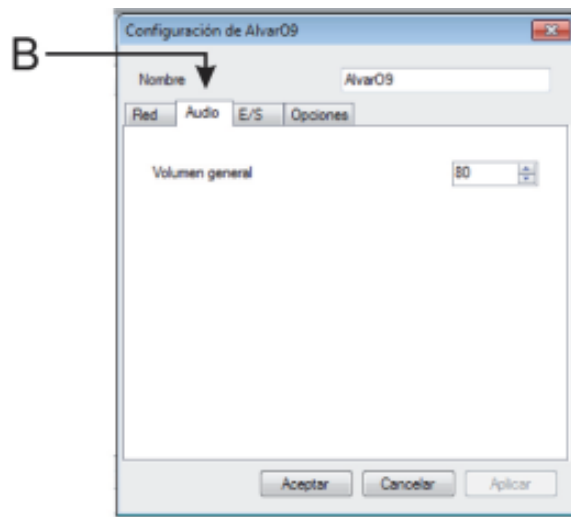 Configuración de Alvar09
B
Nombre Alvar09
Red Audio E/S Opciones
Volumen general 80
Aceptar Cancelar Aplicar